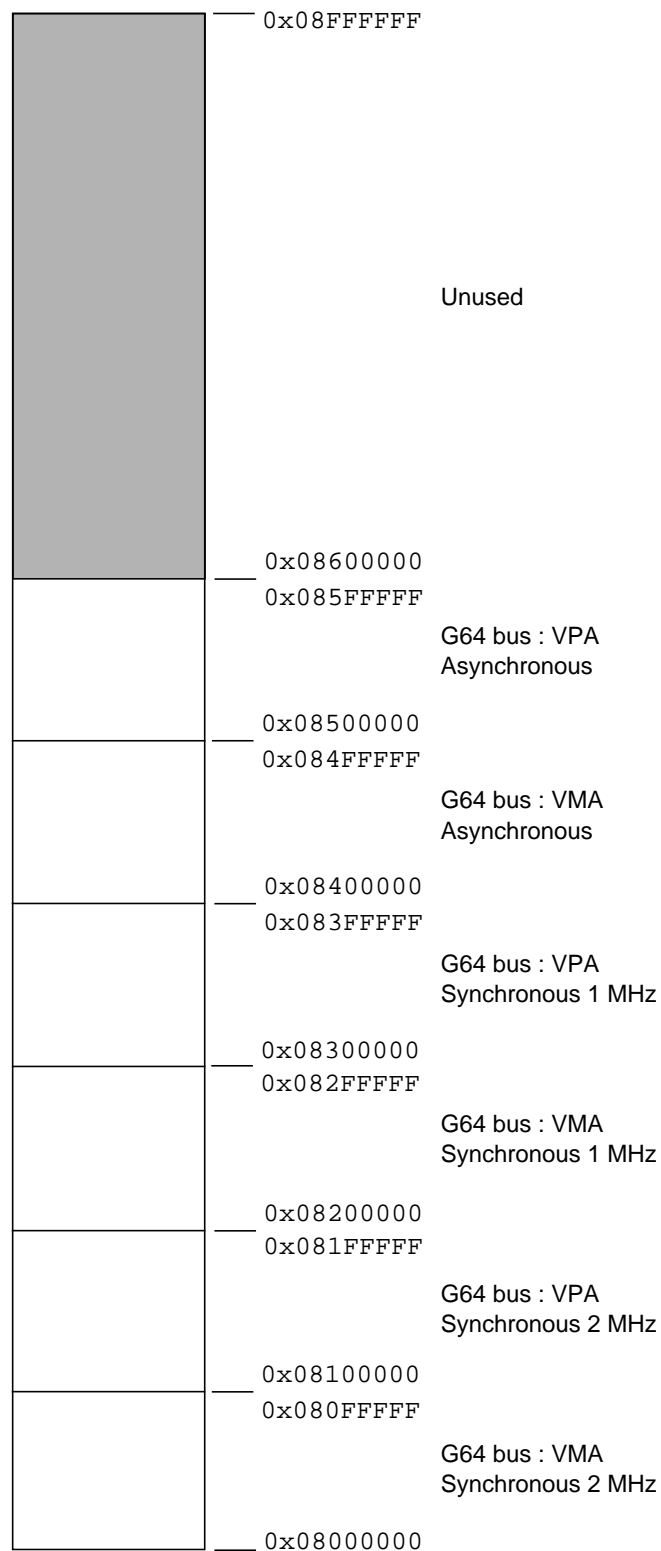 0x08FFFFFF
Unused
0x08600000
0x085FFFFF
G64 bus : VPA
Asynchronous
0x08500000
0x084FFFFF
G64 bus : VMA
Asynchronous
0x08400000
0x083FFFFF
G64 bus : VPA
Synchronous 1 MHz
0x08300000
0x082FFFFF
G64 bus : VMA
Synchronous 1 MHz
0x08200000
0x081FFFFF
G64 bus : VPA
Synchronous 2 MHz
0x08100000
0x080FFFFF
G64 bus : VMA
Synchronous 2 MHz
0x08000000